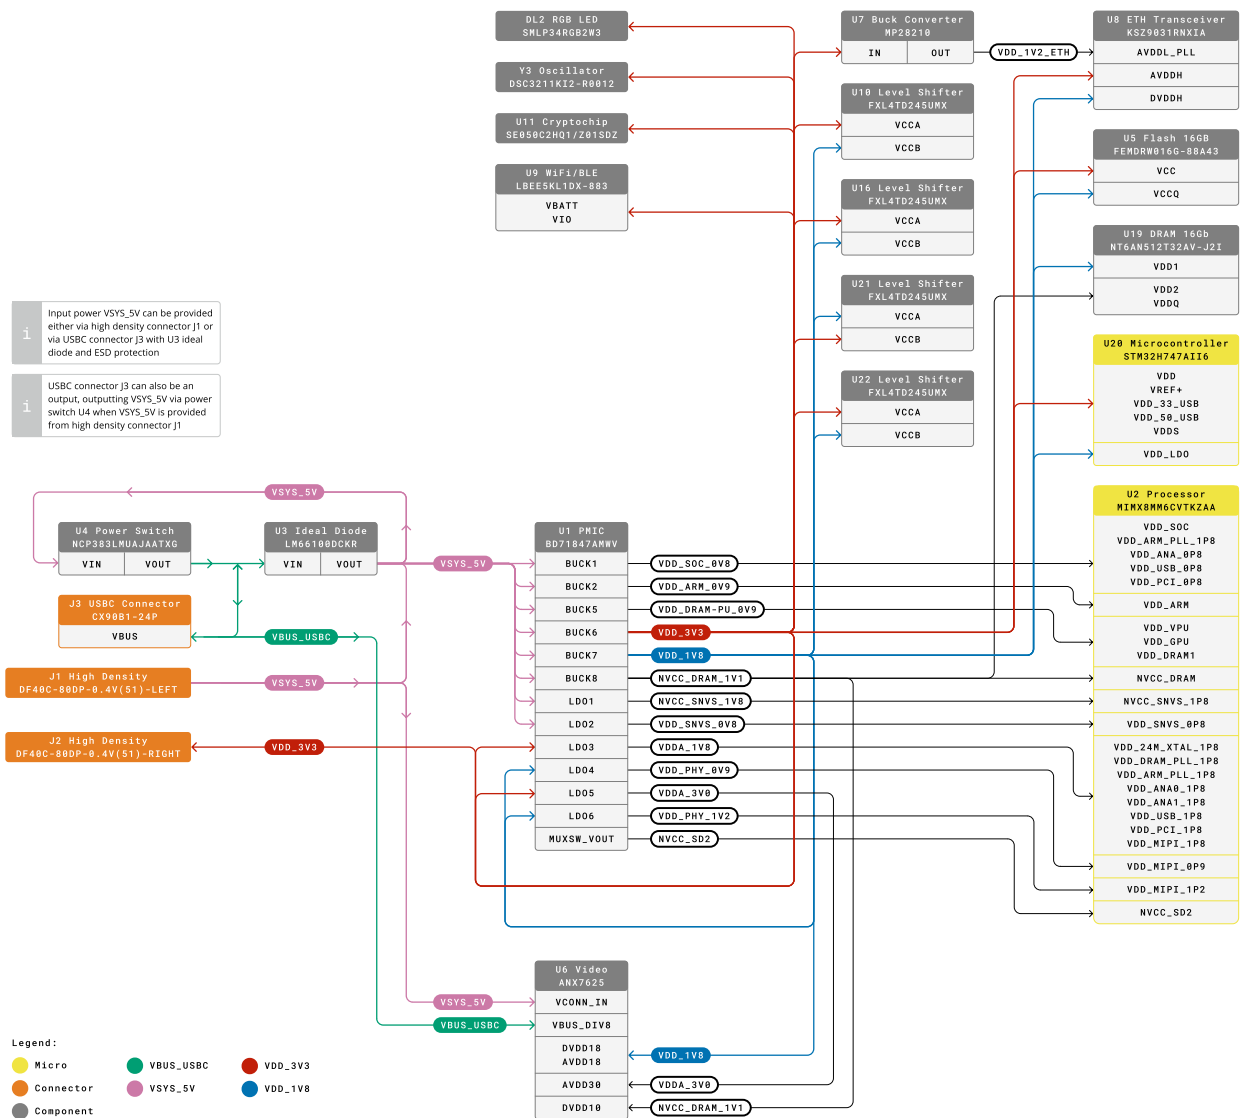 DL2 RGB LED
SMLP34RGB2W3
Y3 Oscillator
DSC3211KI2-R0012
U11 Cryptochip
SE050C2HQ1/Z01SDZ
U9 WiFi/BLE
LBEE5KL1DX-883
VBATT
VIO
U7 Buck Converter
MP28210
IN OUT
VDD_1V2_ETH
U10 Level Shifter
FXL4TD245UMX
VCCA
VCCB
U16 Level Shifter
FXL4TD245UMX
VCCA
VCCB
U21 Level Shifter
FXL4TD245UMX
VCCA
VCCB
U22 Level Shifter
FXL4TD245UMX
VCCA
VCCB
U8 ETH Transceiver
KSZ9031RNXIA
AVDDL_PLL
AVDDH
DVDDH
U5 Flash 16GB
FEMDRW016G-88A43
VCC
VCCQ
U19 DRAM 16Gb
NT6AN512T32AV-J2I
VDD1
VDD2
VDDQ
U20 Microcontroller
STM32H747AII6
VDD
VREF+
VDD_33_USB
VDD_50_USB
VDDS
VDD_LDO
U2 Processor
MIMX8MM6CVTKZAA
VDD_SOC
VDD_ARM_PLL_1P8
VDD_ANA_0P8
VDD_USB_0P8
VDD_PCI_0P8
VDD_ARM
VDD_VPU
VDD_GPU
VDD_DRAM1
NVCC_DRAM
NVCC_SNVS_1P8
VDD_SNVS_0P8
VDD_24M_XTAL_1P8
VDD_DRAM_PLL_1P8
VDD_ARM_PLL_1P8
VDD_ANA0_1P8
VDD_ANA1_1P8
VDD_USB_1P8
VDD_PCI_1P8
VDD_MIPI_1P8
VDD_MIPI_0P9
VDD_MIPI_1P2
NVCC_SD2
i
Input power VSYS_5V can be provided
either via high density connector J1 or
via USBC connector J3 with U3 ideal
diode and ESD protection
i
USBC connector J3 can also be an
output, outputting VSYS_5V via power
switch U4 when VSYS_5V is provided
from high density connector J1
VSYS_5V
U4 Power Switch
NCP383LMUAJAATXG
VIN VOUT
U3 Ideal Diode
LM66100DCKR
VIN VOUT
VSYS_5V
J3 USBC Connector
CX90B1-24P
VBUS
VBUS_USBC
J1 High Density
DF40C-80DP-0.4V(51)-LEFT
VSYS_5V
J2 High Density
DF40C-80DP-0.4V(51)-RIGHT
VDD_3V3
U1 PMIC
BD71847AMWV
BUCK1 VDD_SOC_0V8
BUCK2 VDD_ARM_0V9
BUCK5 VDD_DRAM-PU_0V9
BUCK6 VDD_3V3
BUCK7 VDD_1V8
BUCK8 NVCC_DRAM_1V1
LDO1 NVCC_SNVS_1V8
LDO2 VDD_SNVS_0V8
LDO3 VDDA_1V8
LDO4 VDD_PHY_0V9
LDO5 VDDA_3V0
LDO6 VDD_PHY_1V2
MUXSW_VOUT NVCC_SD2
U6 Video
ANX7625
VSYS_5V VCONN_IN
VBUS_USBC VBUS_DIV8
DVDD18
AVDD18
VDD_1V8
AVDD30 VDDA_3V0
DVDD10 NVCC_DRAM_1V1
Legend:
Micro VBUS_USBC VDD_3V3
Connector VSYS_5V VDD_1V8
Component